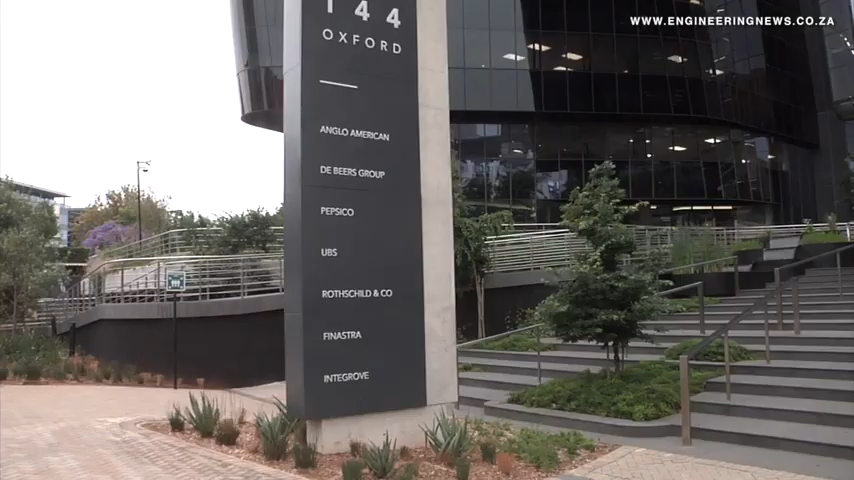 WWW.ENGINEERINGNEWS.CO.ZA
144
OXFORD
ANGLO AMERICAN
DE BEERS GROUP
PEPSICO
UBS
ROTHSCHILD & CO
FINASTRA
INTEGROVE